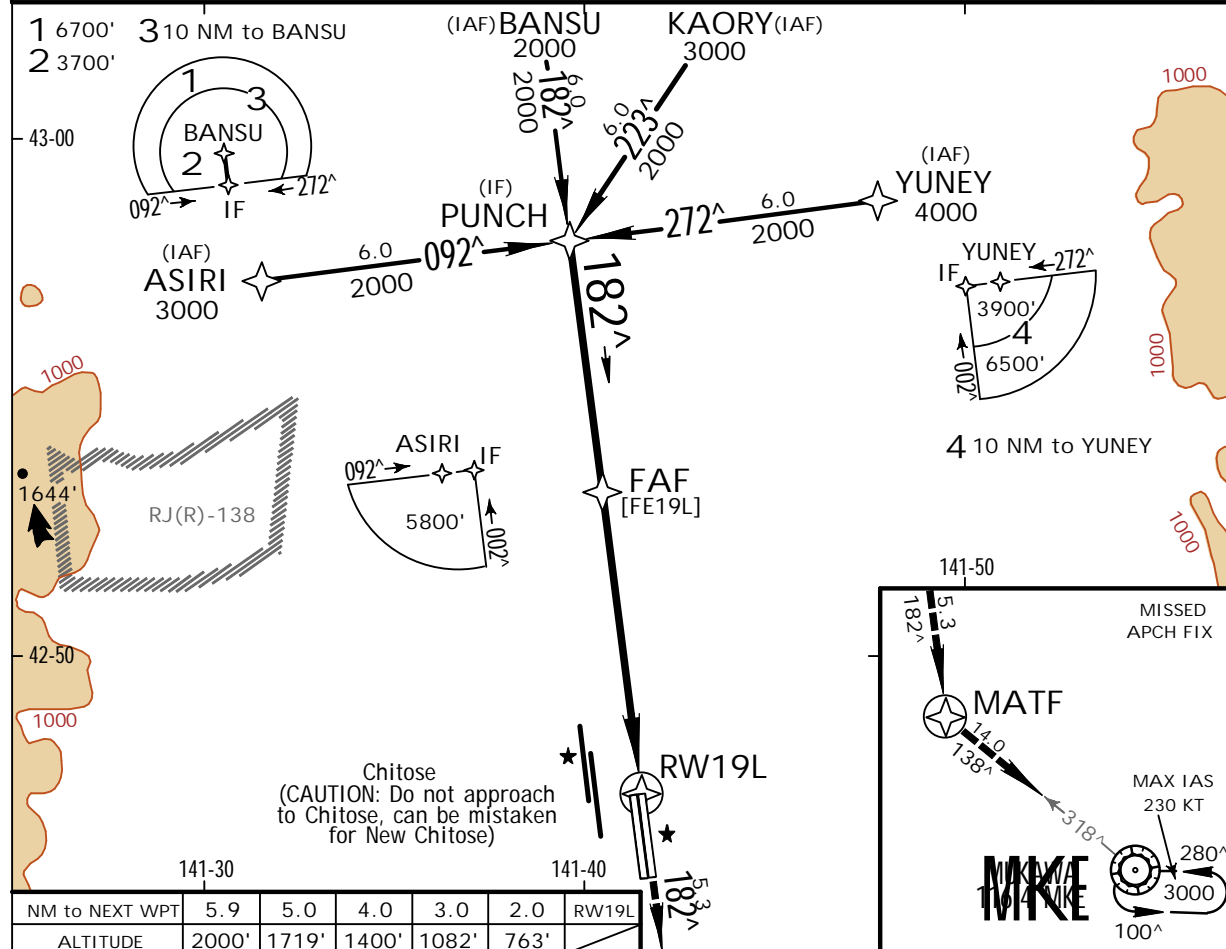 1 6700' 3 10 NM to BANSU
2 3700'
1
3
BANSU
2
092^
272^
IF
(IAF) BANSU
2000
6.0
182^
2000
KAORY (IAF)
3000
6.0
223^
2000
1000
43-00
(IF)
PUNCH
(IAF)
YUNEY
4000
6.0
272^
2000
(IAF)
ASIRI
3000
6.0
092^
2000
182^
YUNEY
IF
272^
3900'
4
6500'
002^
1000
1000
4 10 NM to YUNEY
1644'
RJ(R)-138
ASIRI
IF
092^
5800'
002^
FAF
[FE19L]
1000
141-50
42-50
1000
5.3
182^
MISSED
APCH FIX
MATF
14.0
138^
318^
MAX IAS
230 KT
280^
3000
100^
MUKAWA
MKE
RW19L
Chitose
(CAUTION: Do not approach
to Chitose, can be mistaken
for New Chitose)
141-30
141-40
5.3
182^
NM to NEXT WPT 5.9 5.0 4.0 3.0 2.0 RW19L
ALTITUDE 2000' 1719' 1400' 1082' 763'